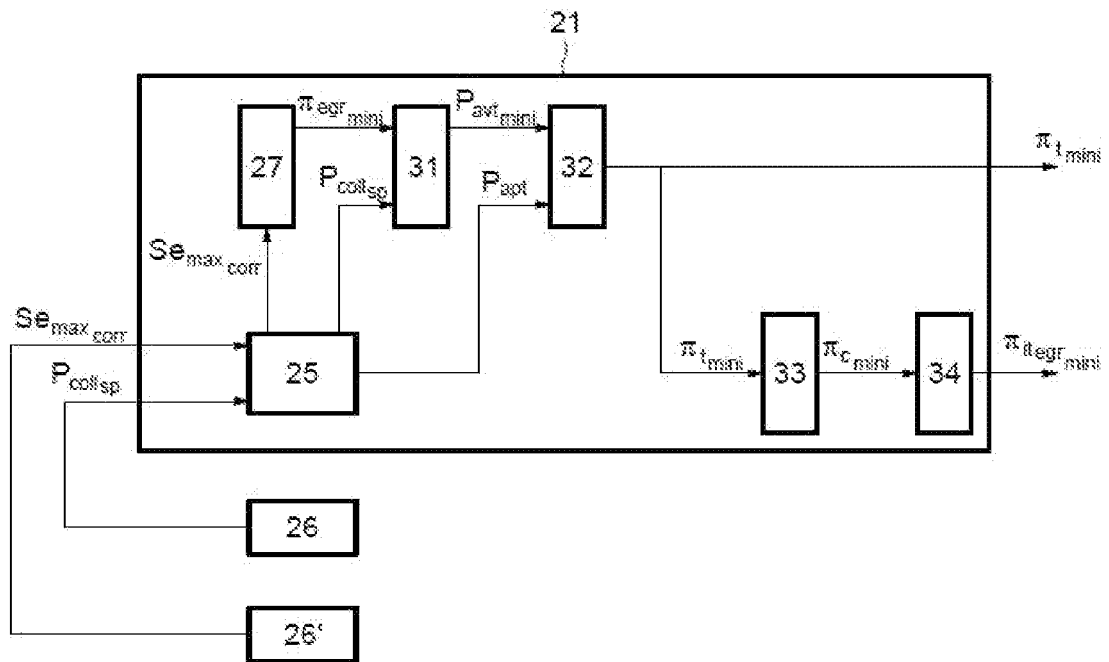 21
π egr mini
P avt mini
27
31
32
π t mini
P coll sp
P apt
Se max corr
Se max corr
P coll sp
25
π t mini
33
π c mini
34
π itegr mini
26
26'